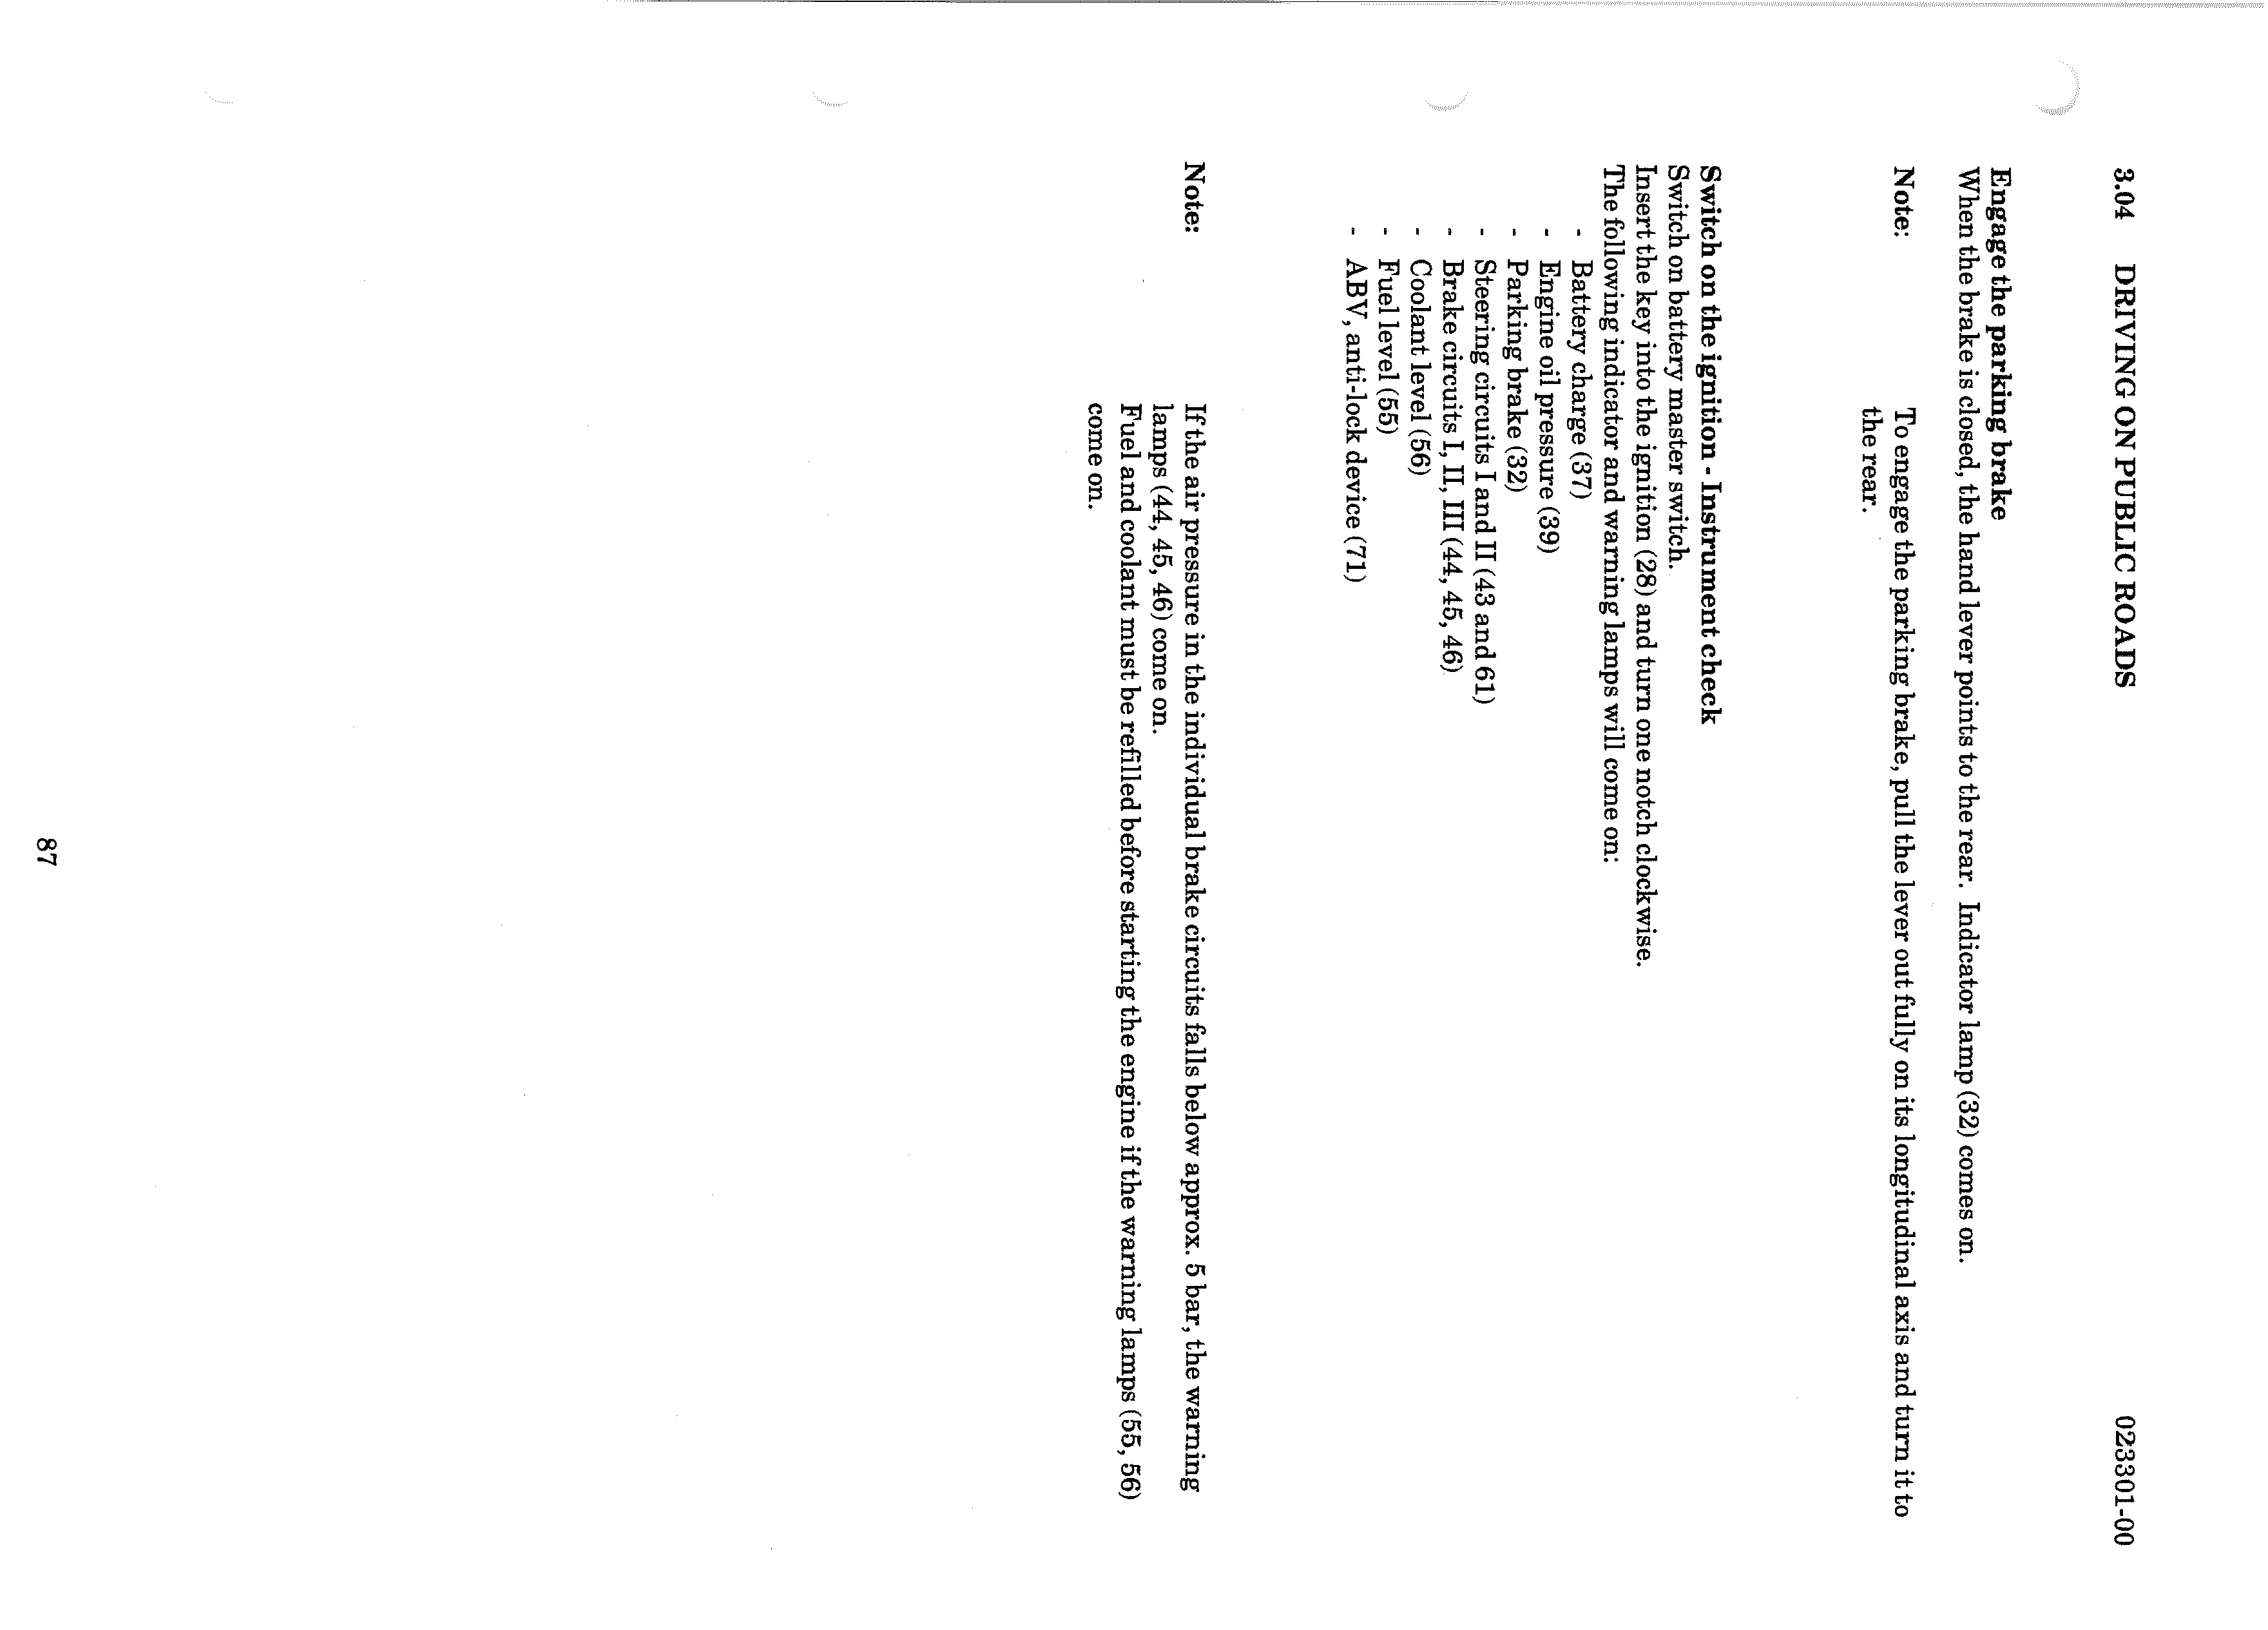 3.04 DRIVING ON PUBLIC ROADS 023301-00
Engage the parking brake
When the brake is closed, the hand lever points to the rear. Indicator lamp (32) comes on.
Note: To engage the parking brake, pull the lever out fully on its longitudinal axis and turn it to
the rear.
Switch on the ignition - Instrument check
Switch on battery master switch.
Insert the key into the ignition (28) and turn one notch clockwise.
The following indicator and warning lamps will come on:
- Battery charge (37)
- Engine oil pressure (39)
- Parking brake (32)
- Steering circuits I and II (43 and 61)
- Brake circuits I, II, III (44, 45, 46)
- Coolant level (56)
- Fuel level (55)
- ABV, anti-lock device (71)
Note: If the air pressure in the individual brake circuits falls below approx. 5 bar, the warning
lamps (44, 45, 46) come on.
Fuel and coolant must be refilled before starting the engine if the warning lamps (55, 56)
come on.
87